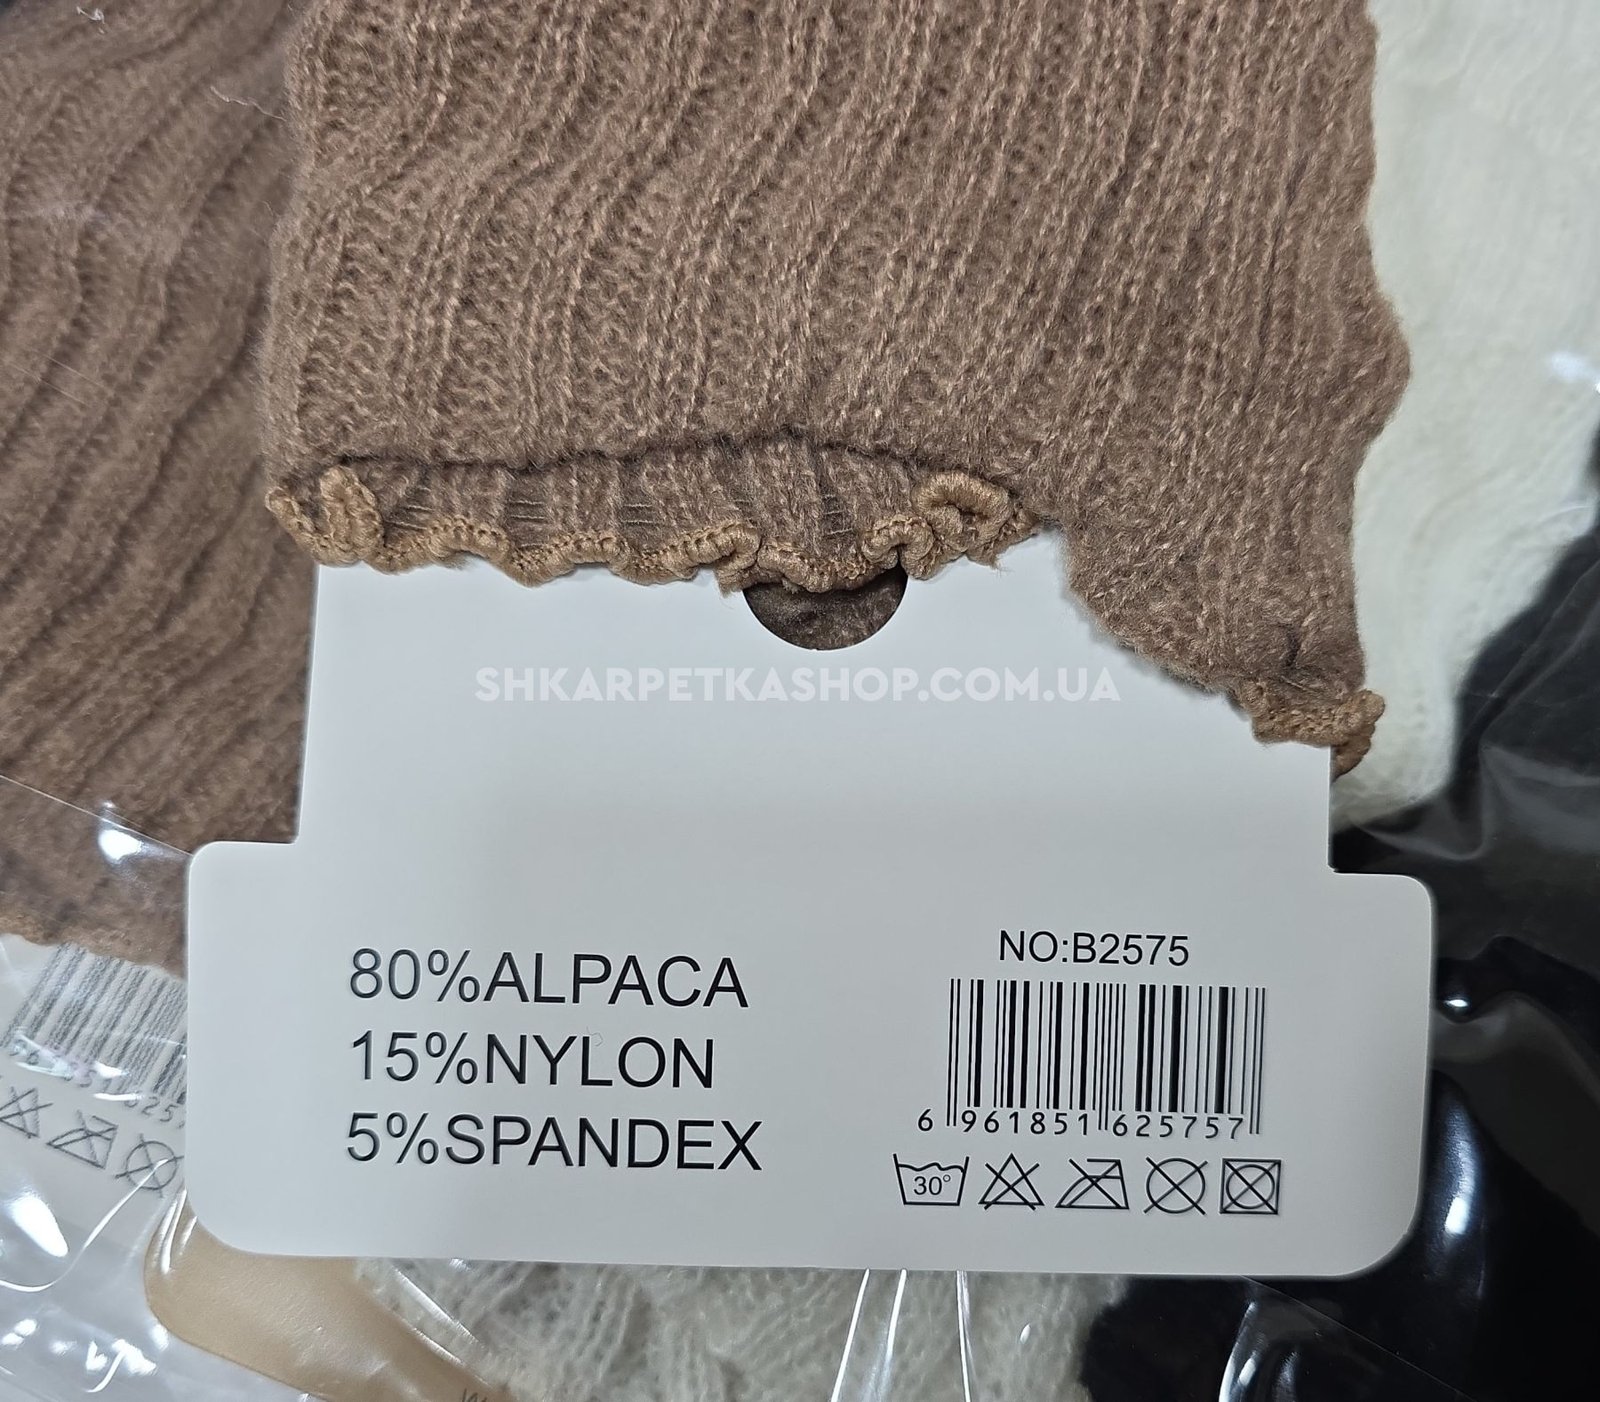 SHKARPETKASHOP.COM.UA
80%ALPACA
15%NYLON
5%SPANDEX
NO:B2575
6 961851 625757
30°